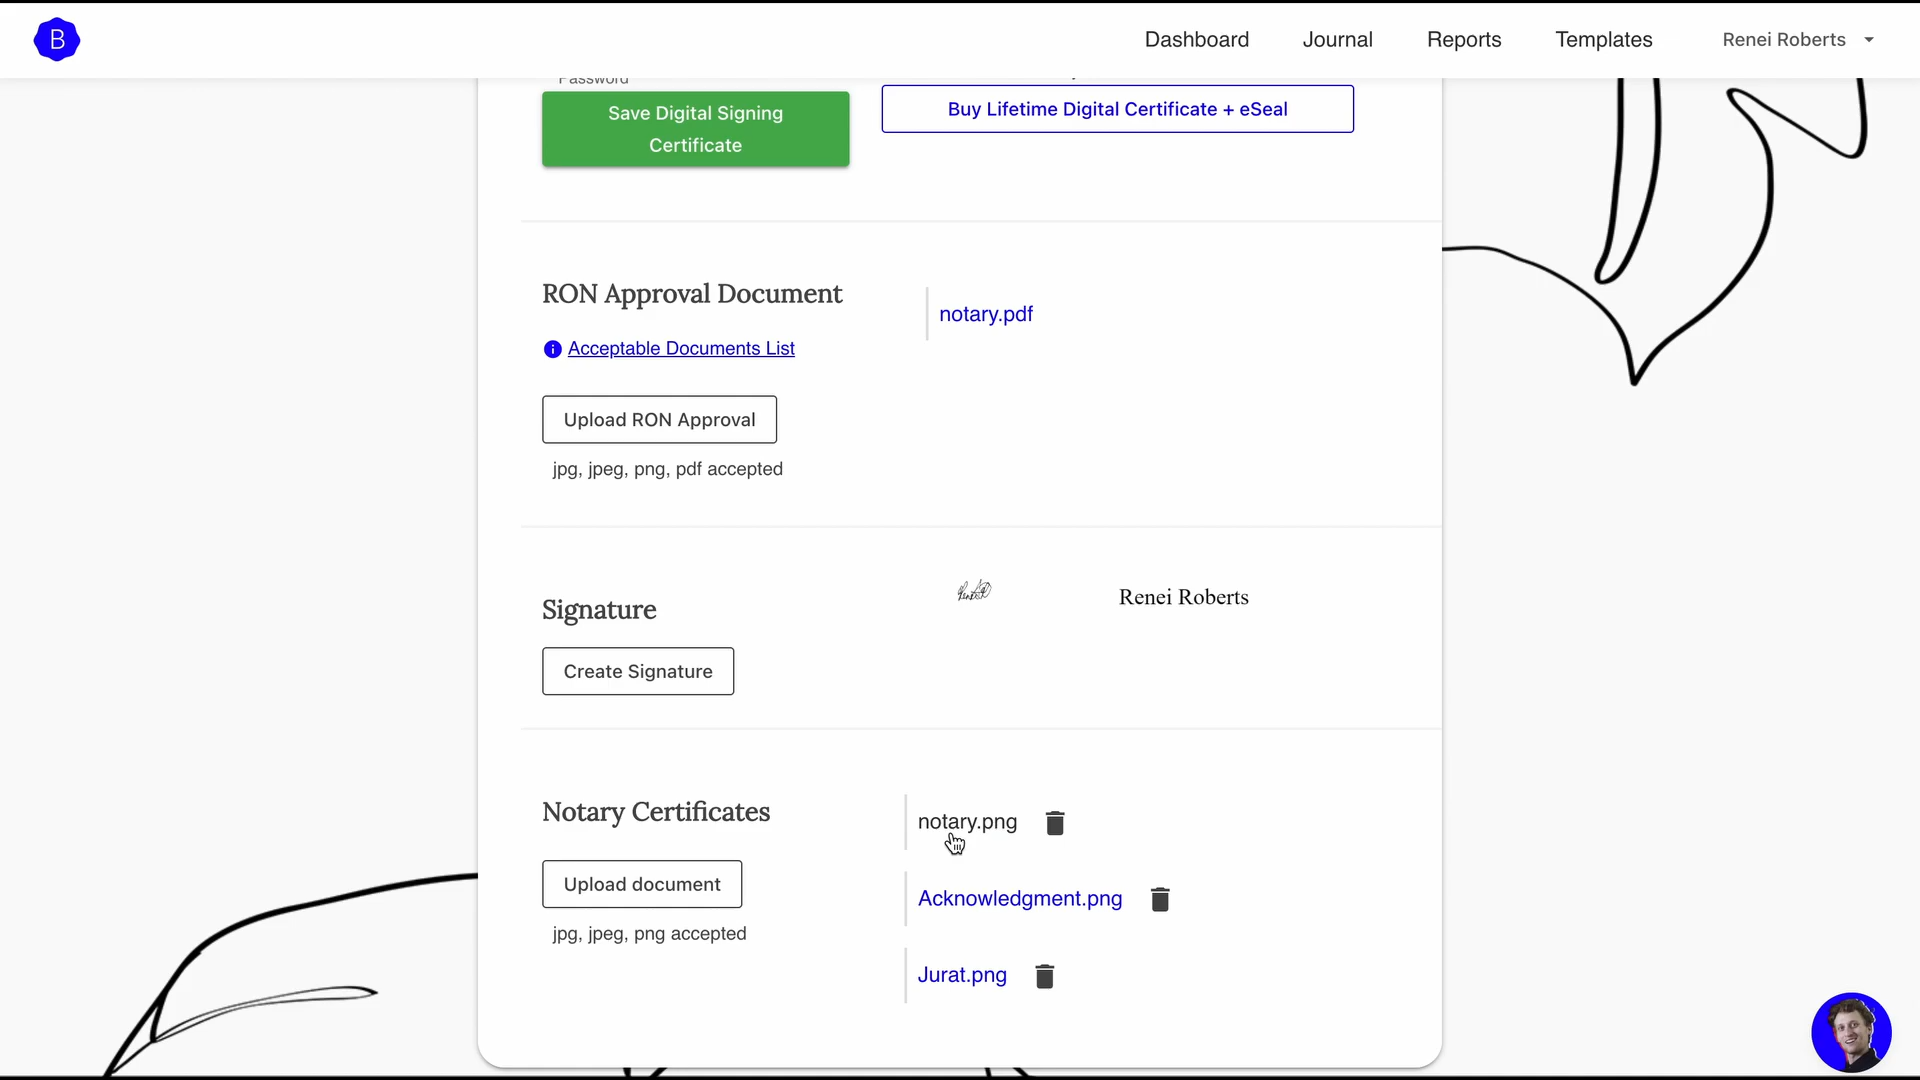 B
Dashboard
Journal
Reports
Templates
Renei Roberts
Password
Save Digital Signing
Certificate
Buy Lifetime Digital Certificate + eSeal
RON Approval Document
notary.pdf
Acceptable Documents List
Upload RON Approval
jpg, jpeg, png, pdf accepted
Signature
Renei Roberts
Create Signature
Notary Certificates
notary.png
Upload document
Acknowledgment.png
jpg, jpeg, png accepted
Jurat.png